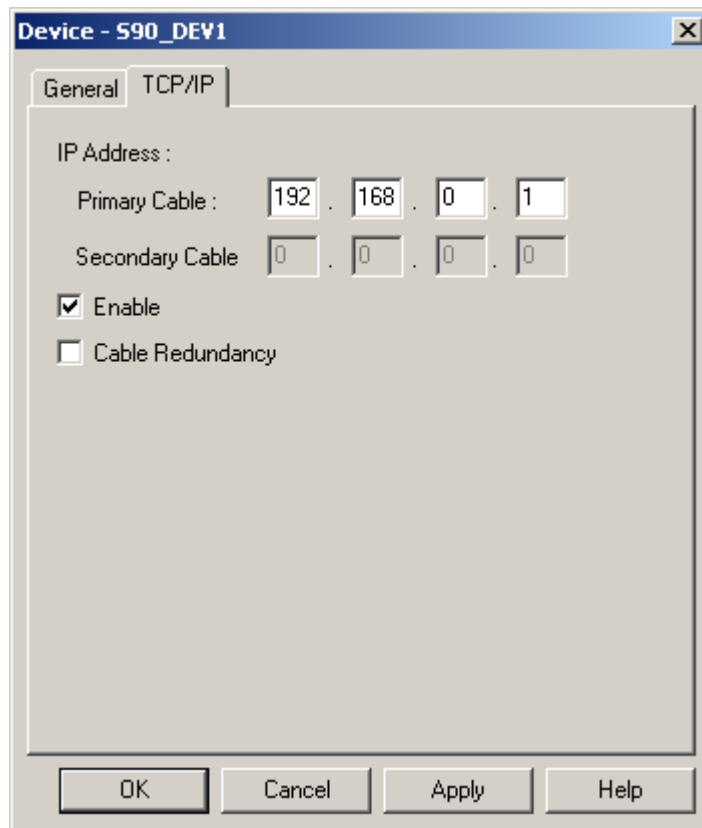 Device - S90_DEV1
General TCP/IP
IP Address :
Primary Cable : 192 . 168 . 0 . 1
Secondary Cable 0 . 0 . 0 . 0
Enable
Cable Redundancy
OK Cancel Apply Help